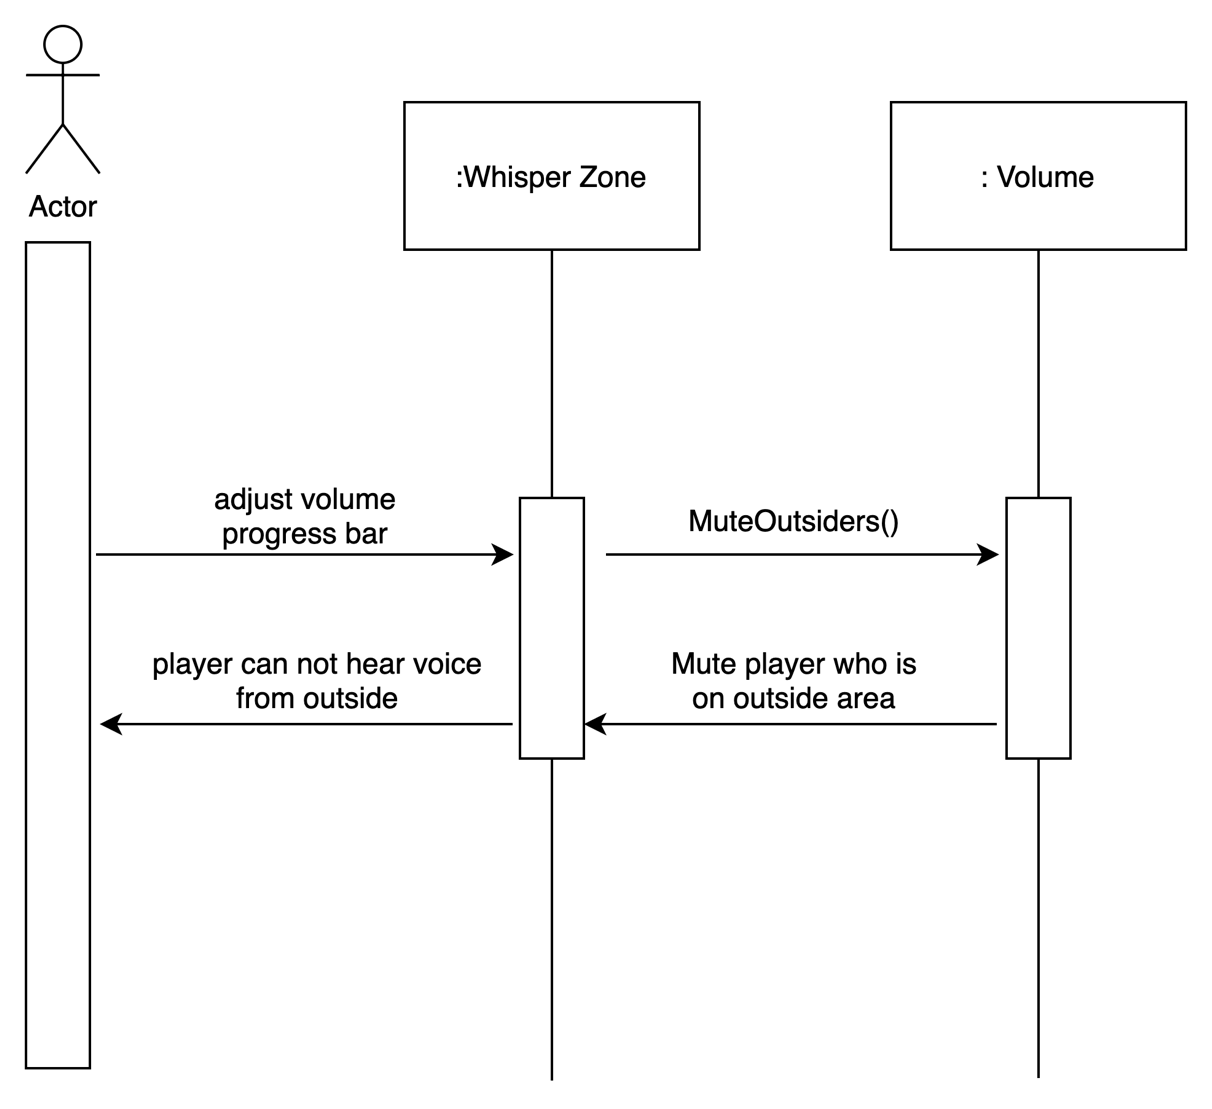 Actor
:Whisper Zone
: Volume
adjust volume
progress bar
MuteOutsiders()
player can not hear voice
from outside
Mute player who is
on outside area